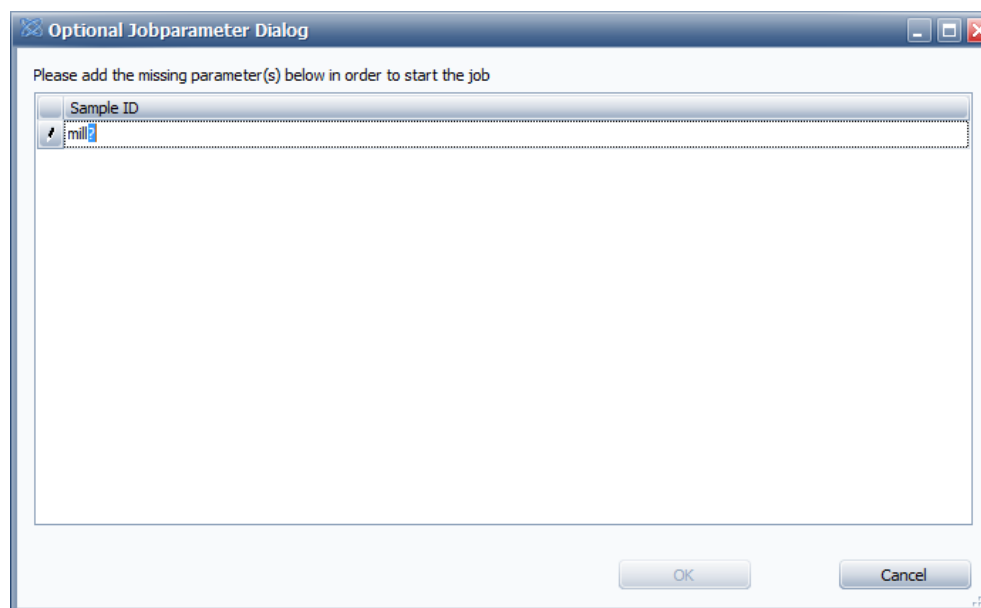 Optional Jobparameter Dialog
Please add the missing parameter(s) below in order to start the job
Sample ID
mill?
OK
Cancel